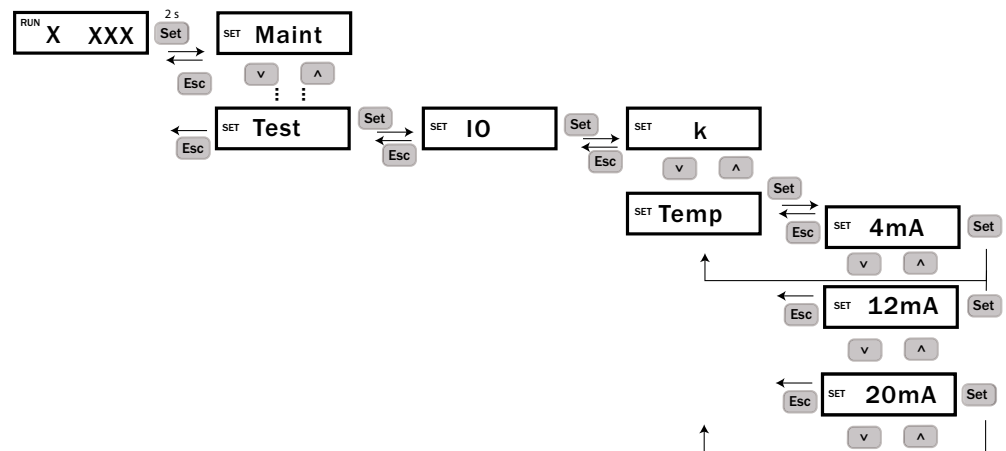 2 s
RUN X XXX Set SET Maint
Esc v ^
SET Test Set SET IO Set SET k
Esc Esc Esc v ^
SET Temp Set
Esc SET 4mA Set
v ^
Esc SET 12mA Set
v ^
Esc SET 20mA Set
v ^